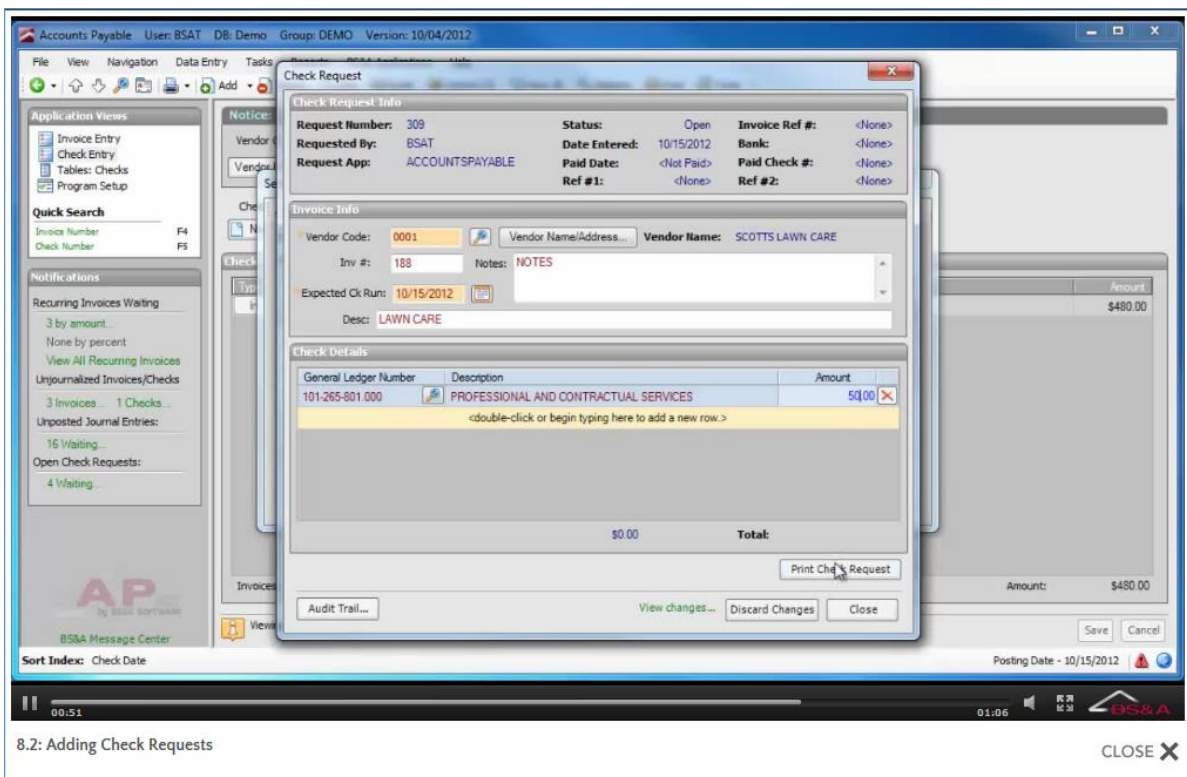 Accounts Payable User: BSAT DB: Demo Group: DEMO Version: 10/04/2012
File View Navigation Data Entry Tasks
Add
Application Views
Invoice Entry
Check Entry
Tables: Checks
Program Setup
Quick Search
Invoice Number F4
Check Number F5
Notifications
Recurring Invoices Waiting
3 by amount...
None by percent
View All Recurring Invoices
Unjournalized Invoices/Checks
3 Invoices... 1 Checks...
Unposted Journal Entries:
16 Waiting...
Open Check Requests:
4 Waiting...
AP
by BS&A SOFTWARE
BS&A Message Center
Notice:
Vendor
Check Request
Check Request Info
Request Number: 309 Status: Open Invoice Ref #: <None>
Requested By: BSAT Date Entered: 10/15/2012 Bank: <None>
Request App: ACCOUNTSPAYABLE Paid Date: <Not Paid> Paid Check #: <None>
Ref #1: <None> Ref #2: <None>
Invoice Info
Vendor Code: 0001 Vendor Name/Address... Vendor Name: SCOTTS LAWN CARE
Inv #: 188 Notes: NOTES
Expected Ck Run: 10/15/2012
Desc: LAWN CARE
Check Details
General Ledger Number Description Amount
101-265-801.000 PROFESSIONAL AND CONTRACTUAL SERVICES 50.00
<double-click or begin typing here to add a new row.>
$0.00 Total:
Print Check Request
Audit Trail... View changes... Discard Changes Close
Amount
$480.00
Invoices
Amount: $480.00
Save Cancel
Sort Index: Check Date Posting Date - 10/15/2012
00:51 01:06 BS&A
8.2: Adding Check Requests CLOSE